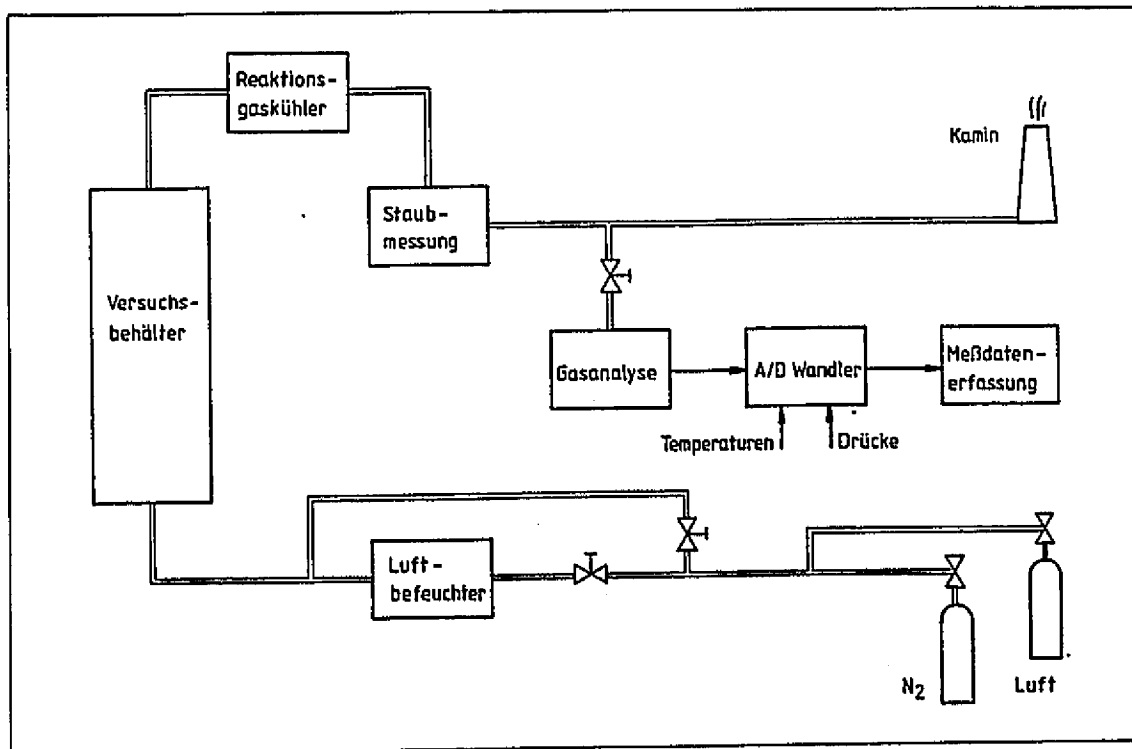 Reaktions-
gaskühler
Kamin
Staub-
messung
Versuchs-
behälter
Gasanalyse
A/D Wandler
Meßdaten-
erfassung
Temperaturen
Drücke
Luft-
befeuchter
N₂
Luft